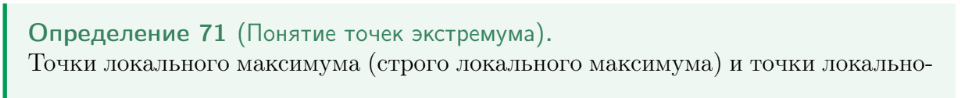 Определение 71 (Понятие точек экстремума).
Точки локального максимума (строго локального максимума) и точки локально-